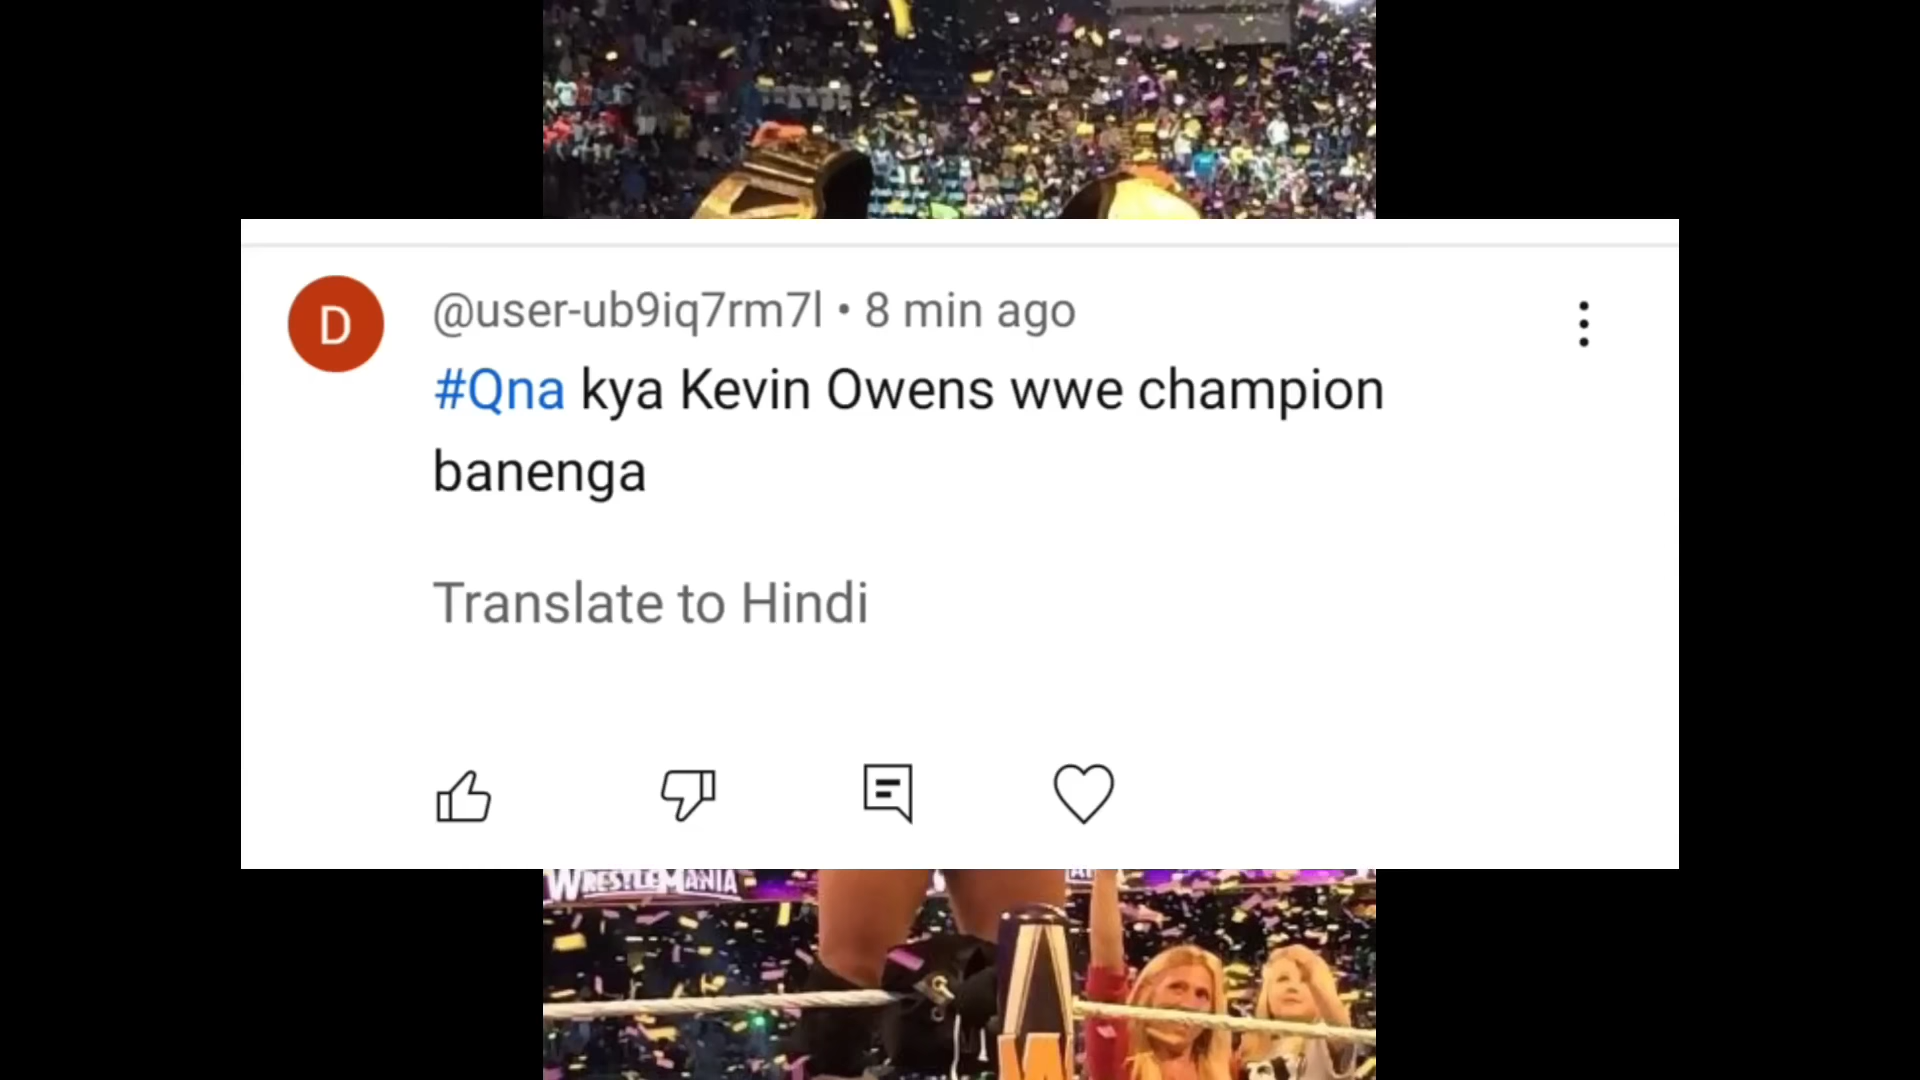 D
@user-ub9iq7rm7l • 8 min ago
#Qna kya Kevin Owens wwe champion
banenga
Translate to Hindi
WRESTLEMANIA